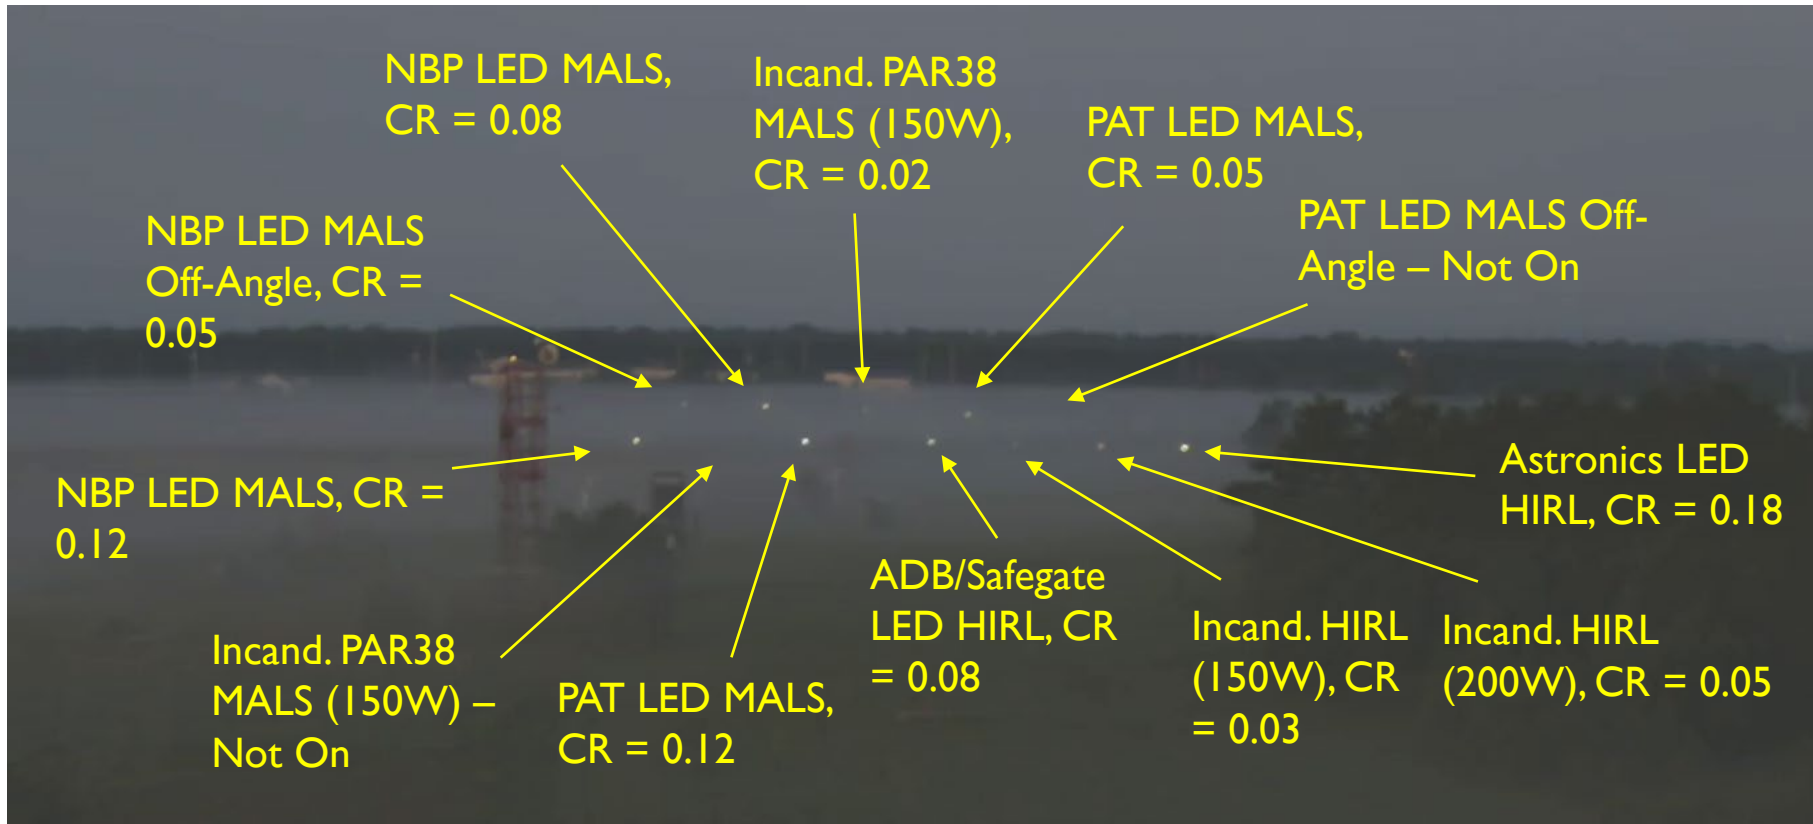 NBP LED MALS,
CR = 0.08
Incand. PAR38
MALS (150W),
CR = 0.02
PAT LED MALS,
CR = 0.05
NBP LED MALS
Off-Angle, CR =
0.05
PAT LED MALS Off-
Angle – Not On
NBP LED MALS, CR =
0.12
Astronics LED
HIRL, CR = 0.18
Incand. PAR38
MALS (150W) –
Not On
PAT LED MALS,
CR = 0.12
ADB/Safegate
LED HIRL, CR
= 0.08
Incand. HIRL
(150W), CR
= 0.03
Incand. HIRL
(200W), CR = 0.05